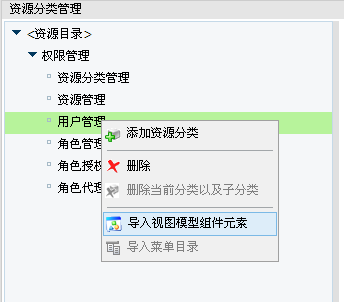 资源分类管理
<资源目录>
权限管理
资源分类管理
资源管理
用户管理
角色管
角色授权
角色代理
添加资源分类
删除
删除当前分类以及子分类
导入视图模型组件元素
导入菜单目录